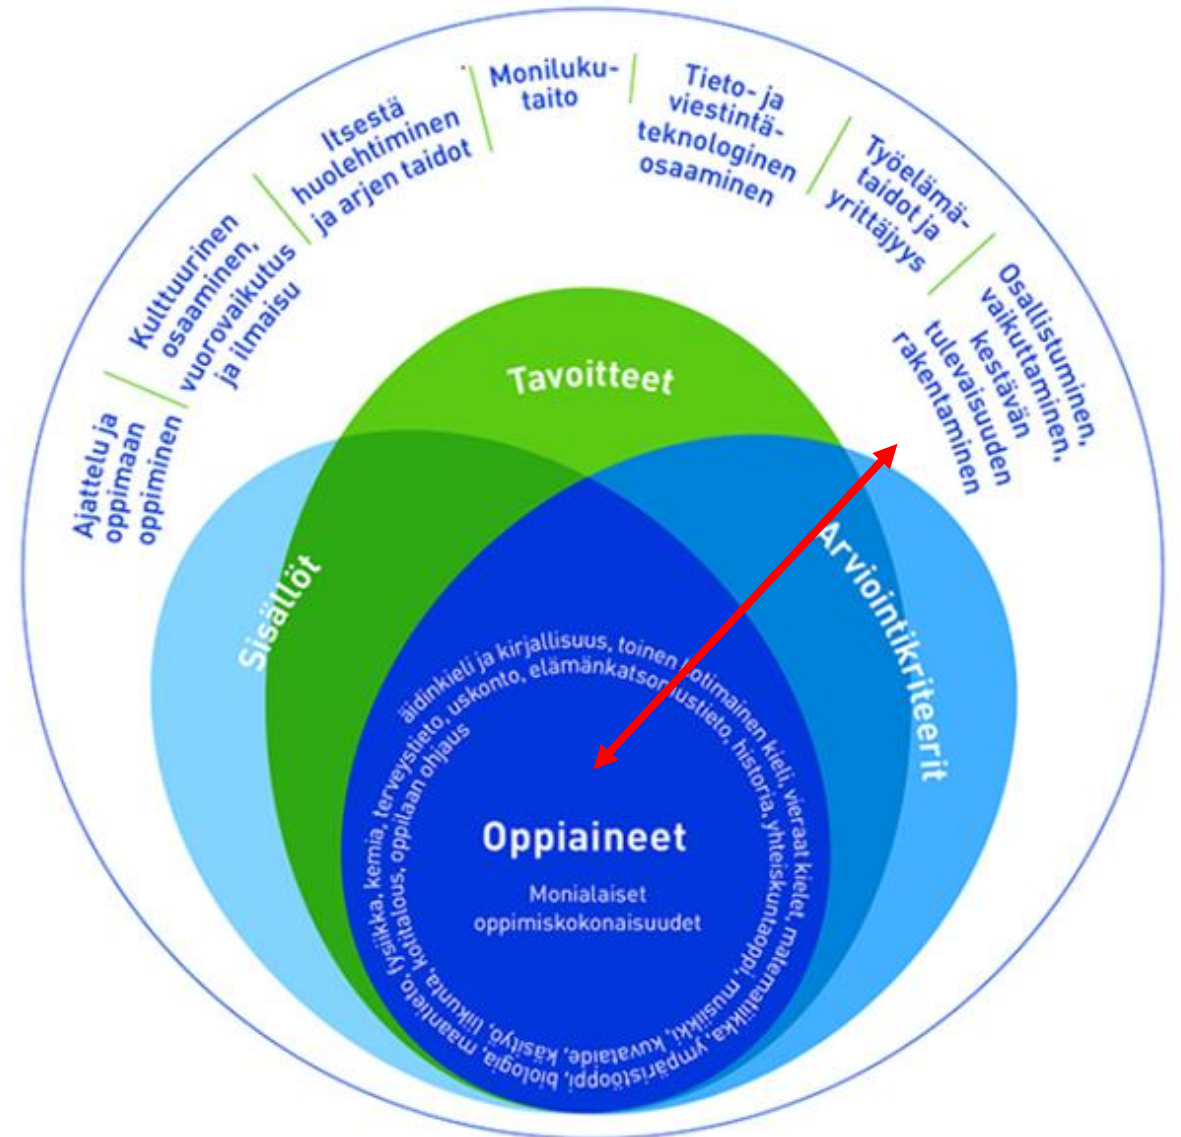 Ajattelu ja
oppimaan
oppiminen
Kulttuurinen
osaaminen,
vuorovaikutus
ja ilmaisu
Itsestä
huolehtiminen
ja arjen taidot
Moniluku-
taito
Tieto- ja
viestintä-
teknologinen
osaaminen
Työelämä-
taidot ja
yrittäjyys
Osallistuminen,
vaikuttaminen,
kestävän
tulevaisuuden
rakentaminen
Tavoitteet
Sisällöt
Arviointikriteerit
äidinkieli ja kirjallisuus, toinen kotimainen kieli, vieraat kielet, matematiikka, ympäristöoppi, biologia, maantieto, fysiikka, kemia, terveystieto, uskonto, elämänkatsomustieto, historia, yhteiskuntaoppi, musiikki, kuvataide, käsityö, liikunta, kotitalous, oppilaan ohjaus
Oppiaineet
Monialaiset
oppimiskokonaisuudet